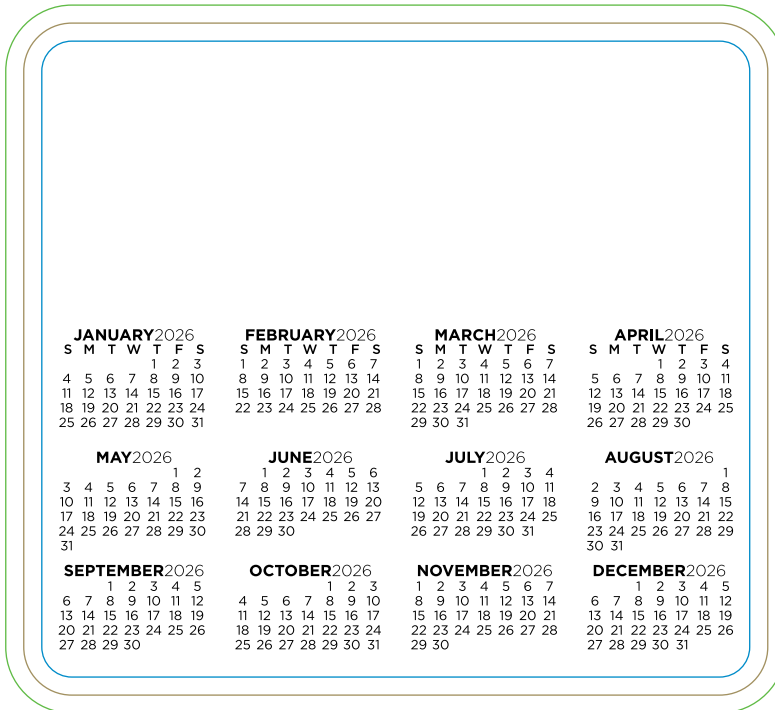 JANUARY2026
S M T W T F S
1 2 3
4 5 6 7 8 9 10
11 12 13 14 15 16 17
18 19 20 21 22 23 24
25 26 27 28 29 30 31
FEBRUARY2026
S M T W T F S
1 2 3 4 5 6 7
8 9 10 11 12 13 14
15 16 17 18 19 20 21
22 23 24 25 26 27 28
MARCH2026
S M T W T F S
1 2 3 4 5 6 7
8 9 10 11 12 13 14
15 16 17 18 19 20 21
22 23 24 25 26 27 28
29 30 31
APRIL2026
S M T W T F S
1 2 3 4
5 6 7 8 9 10 11
12 13 14 15 16 17 18
19 20 21 22 23 24 25
26 27 28 29 30
MAY2026
1 2
3 4 5 6 7 8 9
10 11 12 13 14 15 16
17 18 19 20 21 22 23
24 25 26 27 28 29 30
31
JUNE2026
1 2 3 4 5 6
7 8 9 10 11 12 13
14 15 16 17 18 19 20
21 22 23 24 25 26 27
28 29 30
JULY2026
1 2 3 4
5 6 7 8 9 10 11
12 13 14 15 16 17 18
19 20 21 22 23 24 25
26 27 28 29 30 31
AUGUST2026
1
2 3 4 5 6 7 8
9 10 11 12 13 14 15
16 17 18 19 20 21 22
23 24 25 26 27 28 29
30 31
SEPTEMBER2026
1 2 3 4 5
6 7 8 9 10 11 12
13 14 15 16 17 18 19
20 21 22 23 24 25 26
27 28 29 30
OCTOBER2026
1 2 3
4 5 6 7 8 9 10
11 12 13 14 15 16 17
18 19 20 21 22 23 24
25 26 27 28 29 30 31
NOVEMBER2026
1 2 3 4 5 6 7
8 9 10 11 12 13 14
15 16 17 18 19 20 21
22 23 24 25 26 27 28
29 30
DECEMBER2026
1 2 3 4 5
6 7 8 9 10 11 12
13 14 15 16 17 18 19
20 21 22 23 24 25 26
27 28 29 30 31